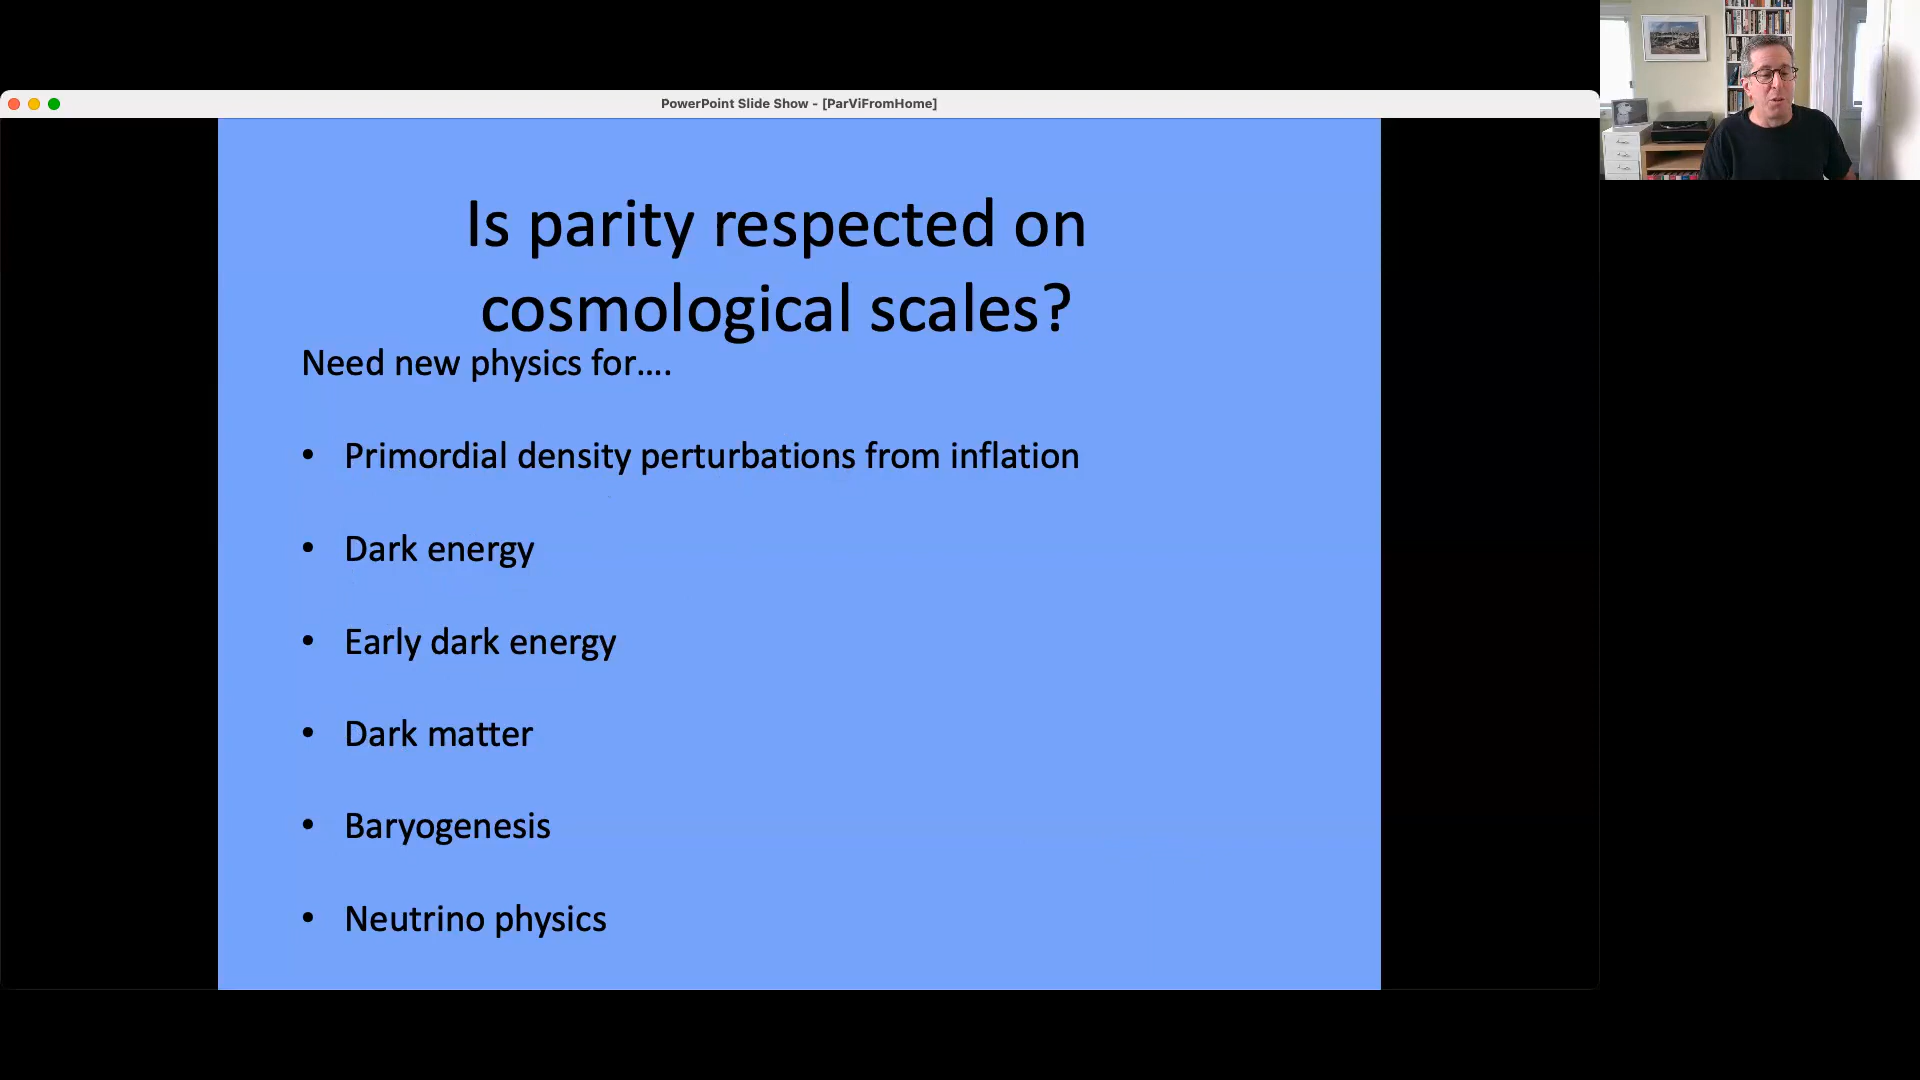 PowerPoint Slide Show - [ParViFromHome]
Is parity respected on
cosmological scales?
Need new physics for....
• Primordial density perturbations from inflation
• Dark energy
• Early dark energy
• Dark matter
• Baryogenesis
• Neutrino physics